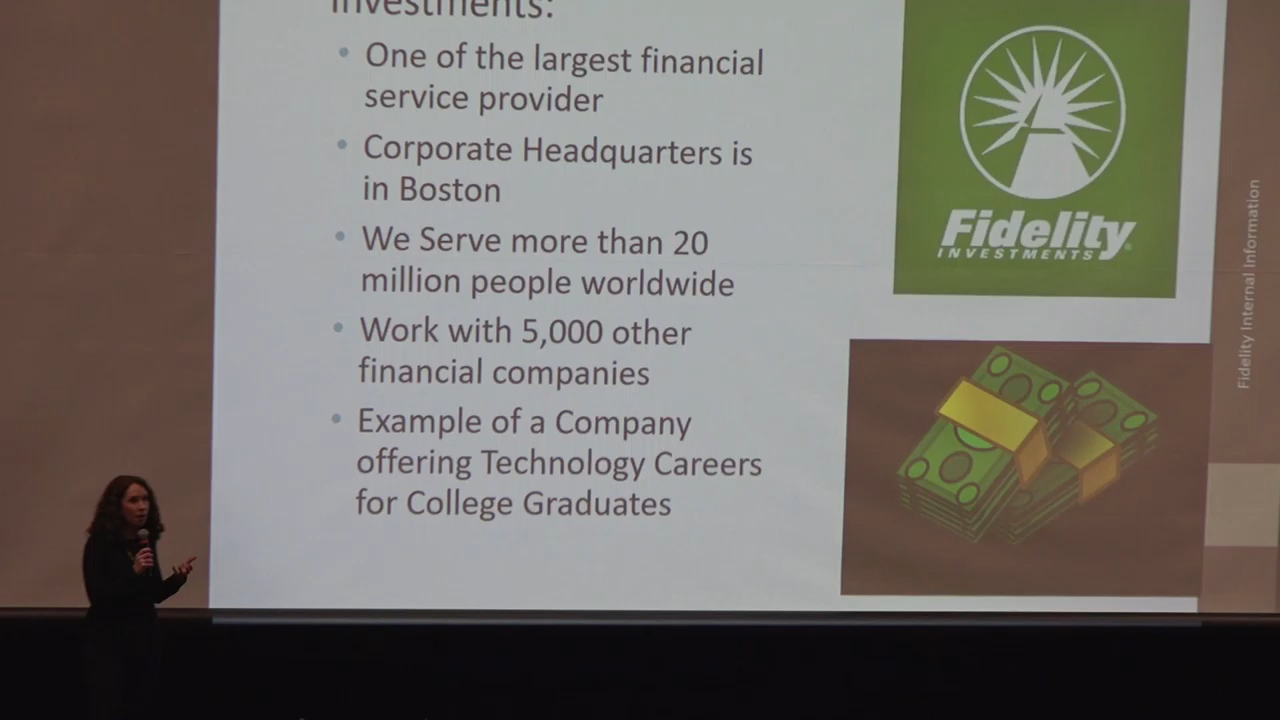 Investments:
One of the largest financial
service provider
Corporate Headquarters is
in Boston
We Serve more than 20
million people worldwide
Work with 5,000 other
financial companies
Example of a Company
offering Technology Careers
for College Graduates
Fidelity
INVESTMENTS
Fidelity Internal Information